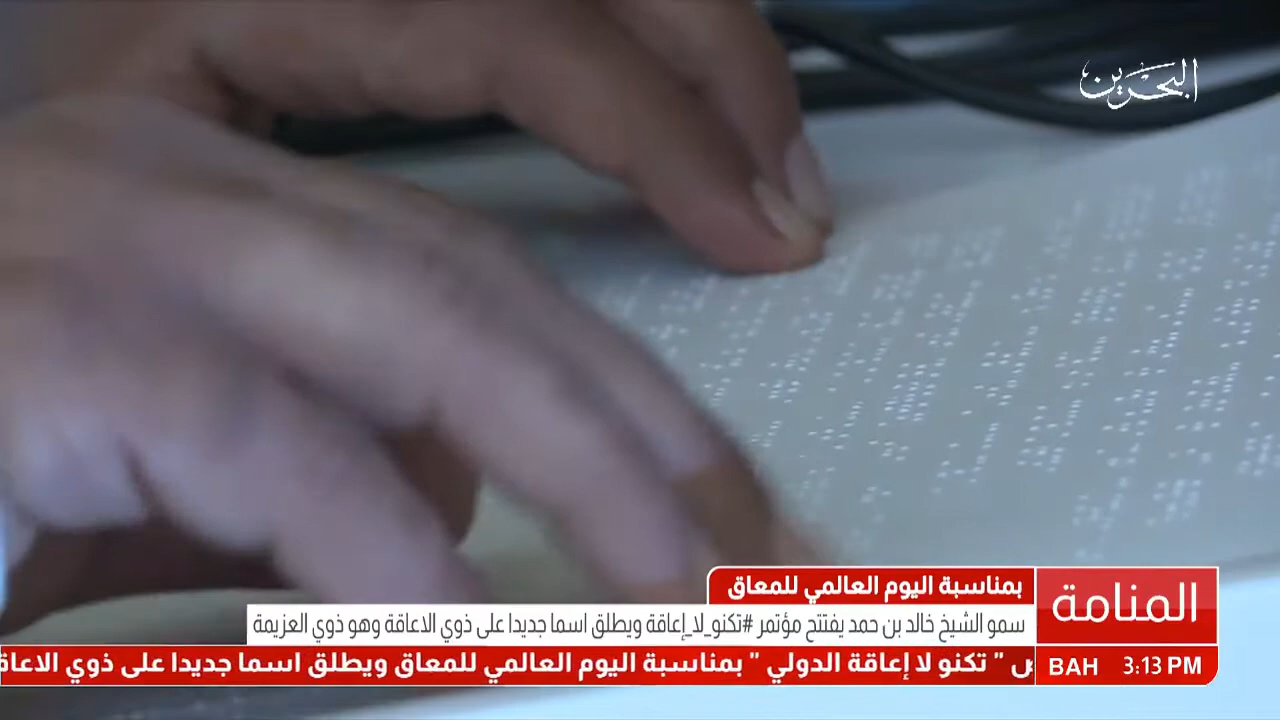 البحرين
بمناسبة اليوم العالمي للمعاق
المنامة
سمو الشيخ خالد بن حمد يفتتح مؤتمر #تكنو_لا_إعاقة ويطلق اسما جديدا على ذوي الاعاقة وهو ذوي العزيمة
" تكنو لا إعاقة الدولي " بمناسبة اليوم العالمي للمعاق ويطلق اسما جديدا على ذوي
BAH 3:13 PM